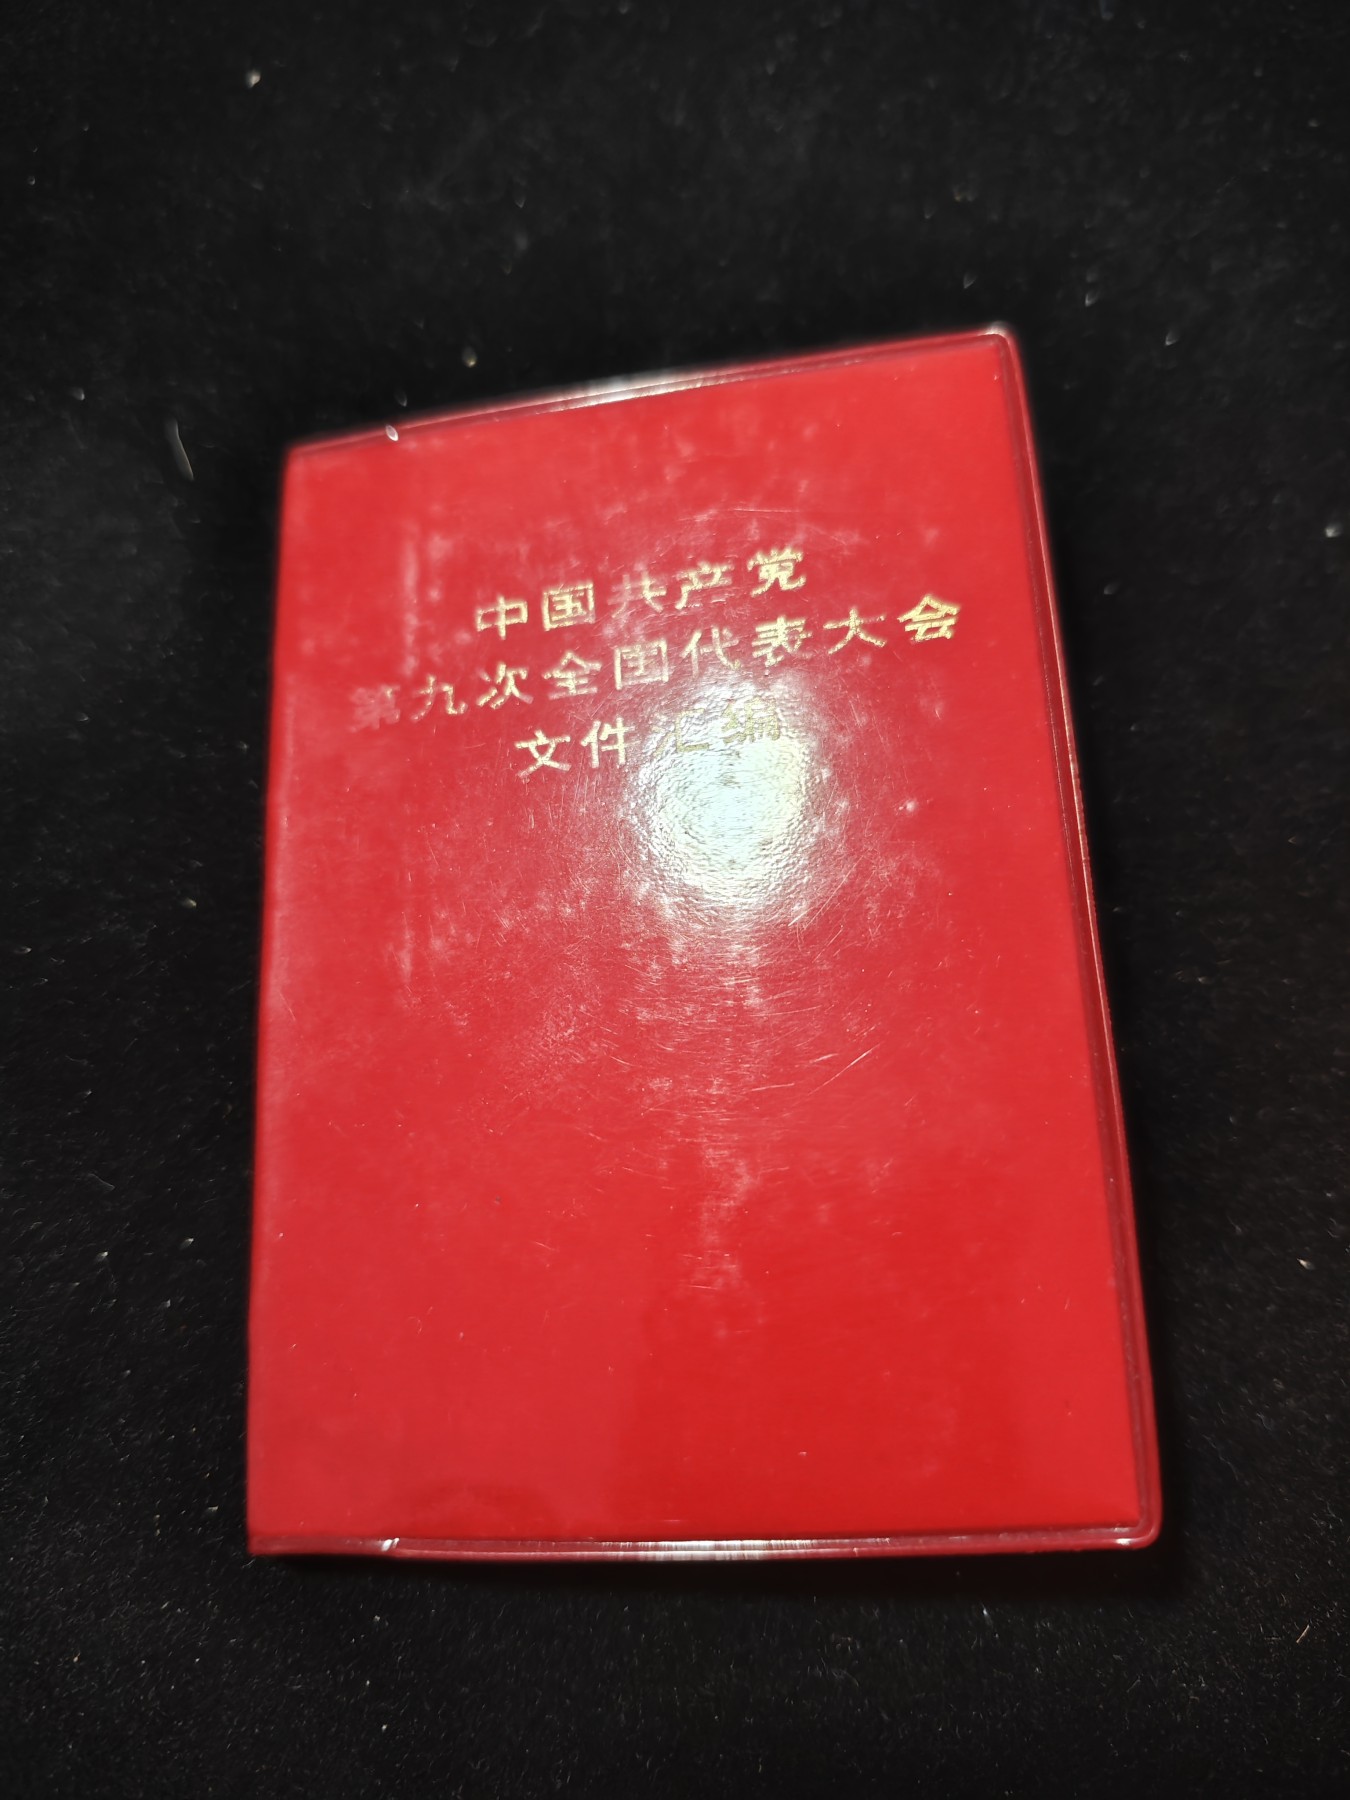 中国共产党
第九次全国代表大会
文件汇编